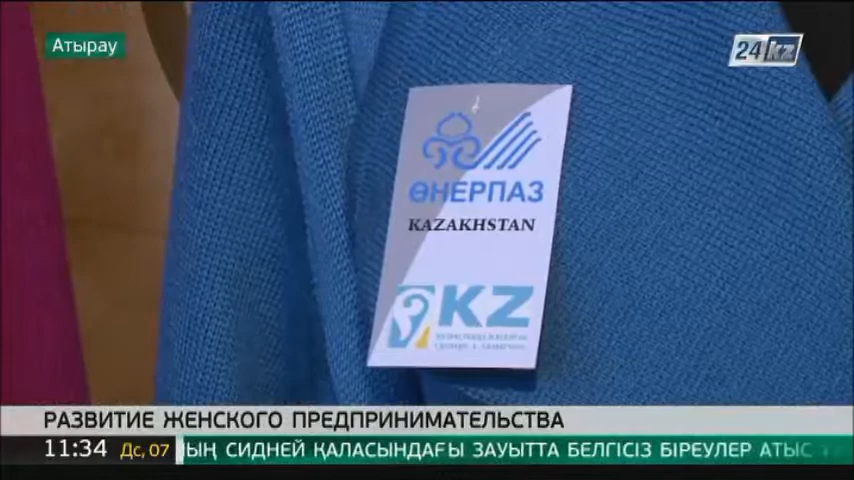 Атырау
24kz
ӨНЕРПАЗ
KAZAKHSTAN
KZ
РАЗВИТИЕ ЖЕНСКОГО ПРЕДПРИНИМАТЕЛЬСТВА
11:34 Дс, 07 ЫҢ СИДНЕЙ ҚАЛАСЫНДАҒЫ ЗАУЫТТА БЕЛГІСІЗ БІРЕУЛЕР АТЫС